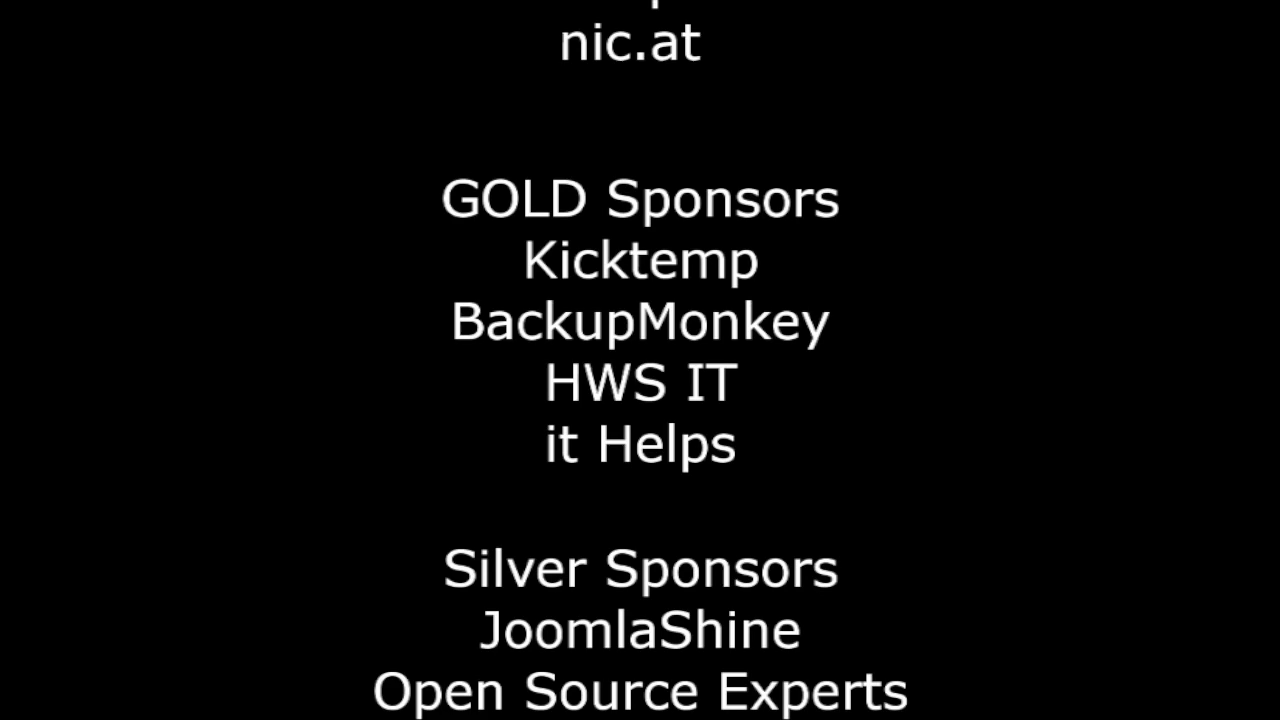 nic.at
GOLD Sponsors
Kicktemp
BackupMonkey
HWS IT
it Helps
Silver Sponsors
JoomlaShine
Open Source Experts